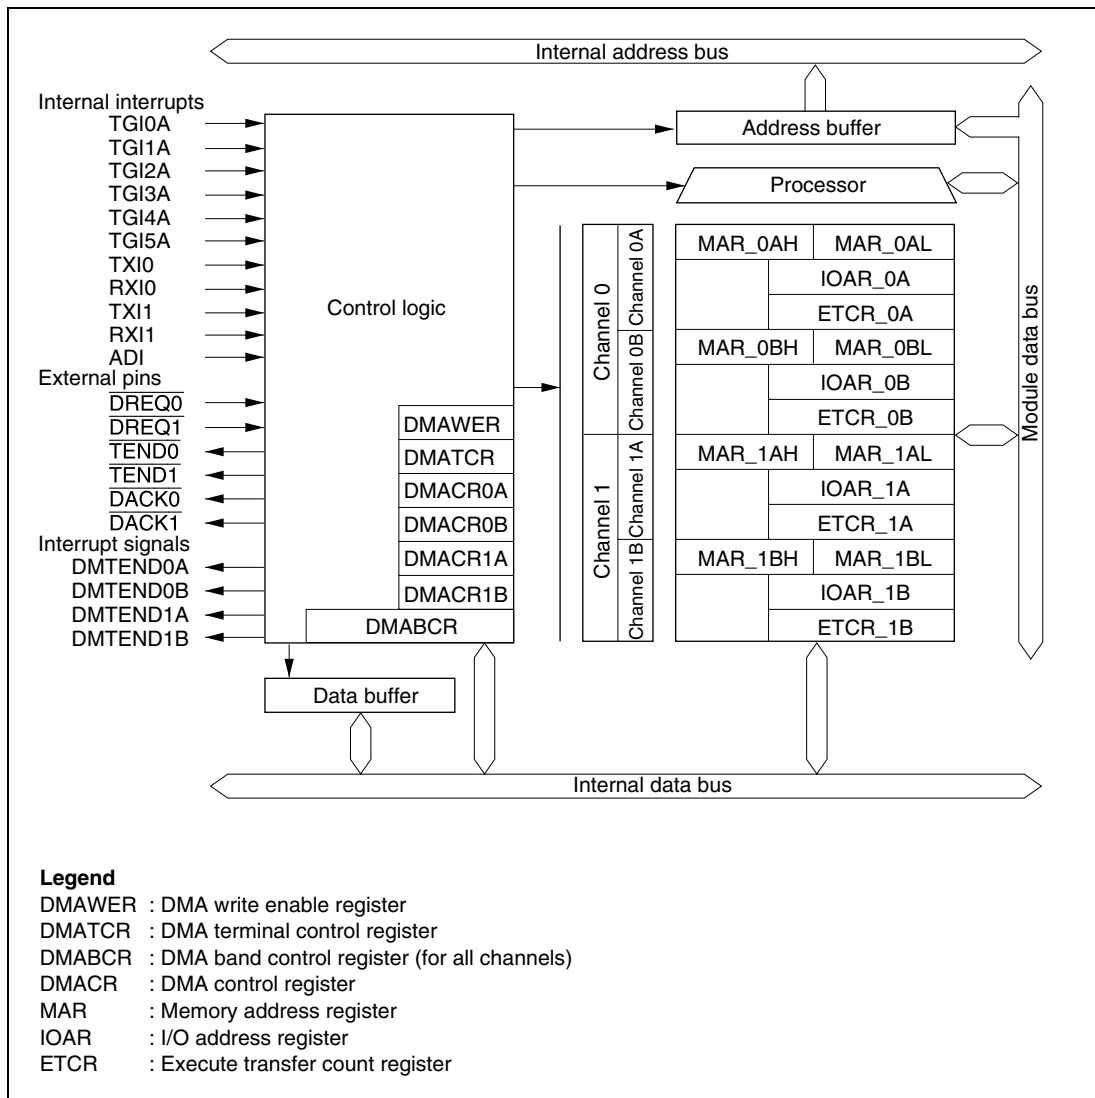 Internal address bus
Internal interrupts
TGI0A
TGI1A
TGI2A
TGI3A
TGI4A
TGI5A
TXI0
RXI0
TXI1
RXI1
ADI
External pins
DREQ0
DREQ1
TEND0
TEND1
DACK0
DACK1
Interrupt signals
DMTEND0A
DMTEND0B
DMTEND1A
DMTEND1B
Control logic
DMAWER
DMATCR
DMACR0A
DMACR0B
DMACR1A
DMACR1B
DMABCR
Data buffer
Address buffer
Processor
Channel 0
Channel 0A
Channel 0B
Channel 1
Channel 1A
Channel 1B
MAR_0AH MAR_0AL
IOAR_0A
ETCR_0A
MAR_0BH MAR_0BL
IOAR_0B
ETCR_0B
MAR_1AH MAR_1AL
IOAR_1A
ETCR_1A
MAR_1BH MAR_1BL
IOAR_1B
ETCR_1B
Module data bus
Internal data bus
Legend
DMAWER : DMA write enable register
DMATCR : DMA terminal control register
DMABCR : DMA band control register (for all channels)
DMACR : DMA control register
MAR : Memory address register
IOAR : I/O address register
ETCR : Execute transfer count register